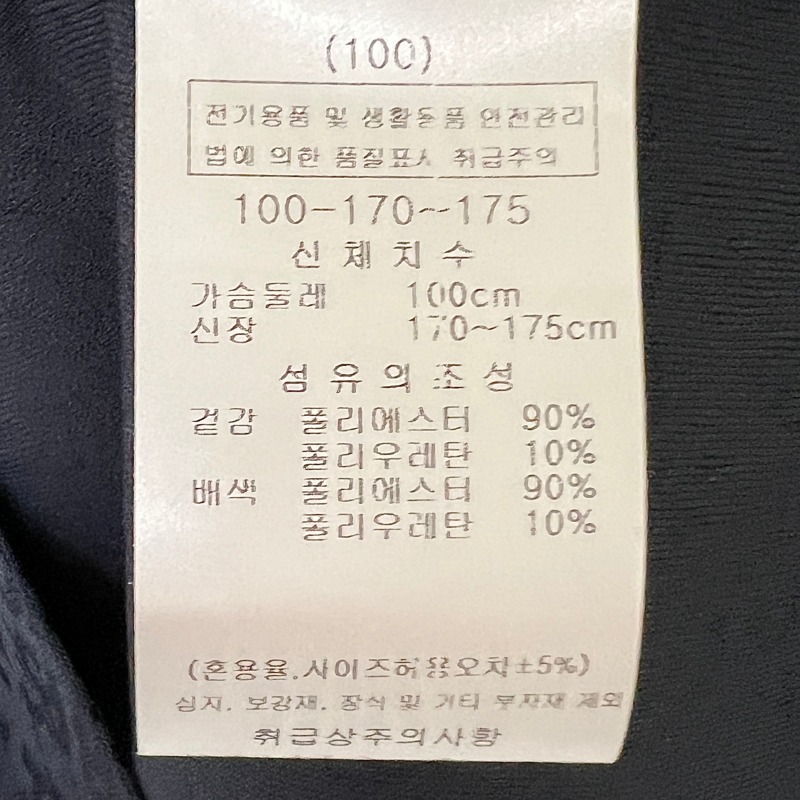 (100)
전기용품 및 생활용품 안전관리
법에 의한 품질표시 취급주의
100-170~175
신 체 치 수
가슴둘레 100cm
신장 170~175cm
섬 유 의 조 성
겉감 폴리에스터 90%
폴리우레탄 10%
배색 폴리에스터 90%
폴리우레탄 10%
(혼용율.사이즈허용오차±5%)
심지, 보강재, 장식 및 기타 부자재 제외
취급상주의사항